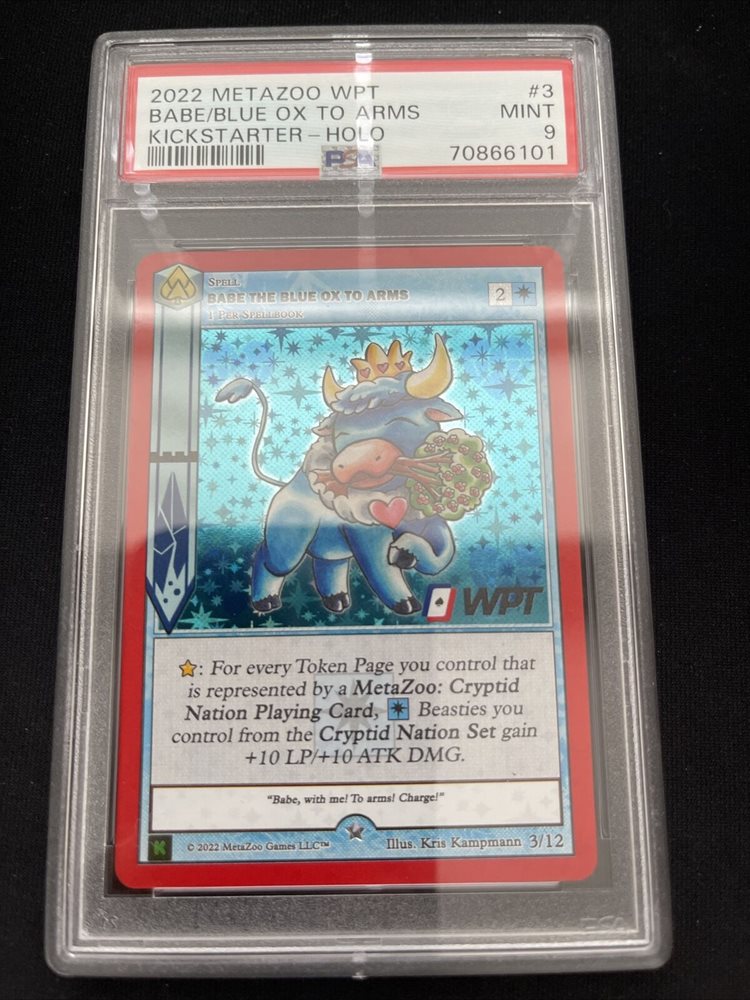 2022 METAZOO WPT #3
BABE/BLUE OX TO ARMS MINT
KICKSTARTER – HOLO 9
PSA 70866101
SPELL
BABE THE BLUE OX TO ARMS 2
1 PER SPELLBOOK
WPT
: For every Token Page you control that
is represented by a MetaZoo: Cryptid
Nation Playing Card, Beasties you
control from the Cryptid Nation Set gain
+10 LP/+10 ATK DMG.
"Babe, with me! To arms! Charge!"
K © 2022 MetaZoo Games LLC™ Illus. Kris Kampmann 3/12
PSA